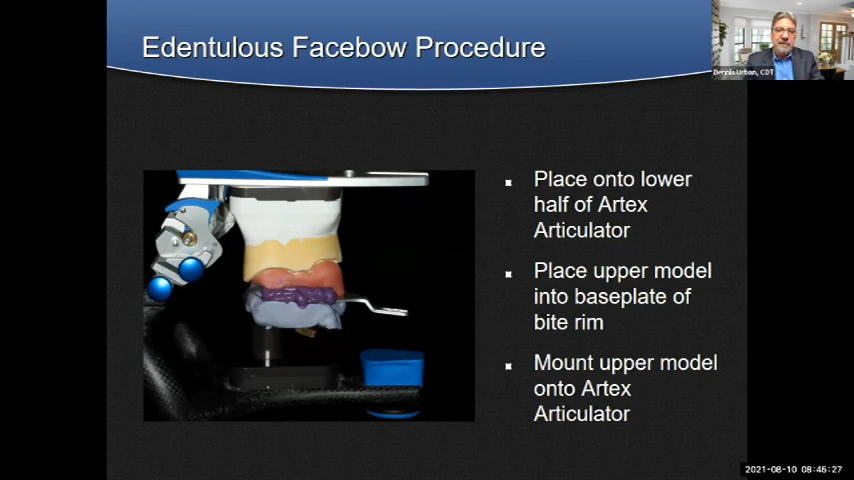 Edentulous Facebow Procedure
Dennis Urban, CDT
Place onto lower
half of Artex
Articulator
Place upper model
into baseplate of
bite rim
Mount upper model
onto Artex
Articulator
2021-08-10 08:45:27